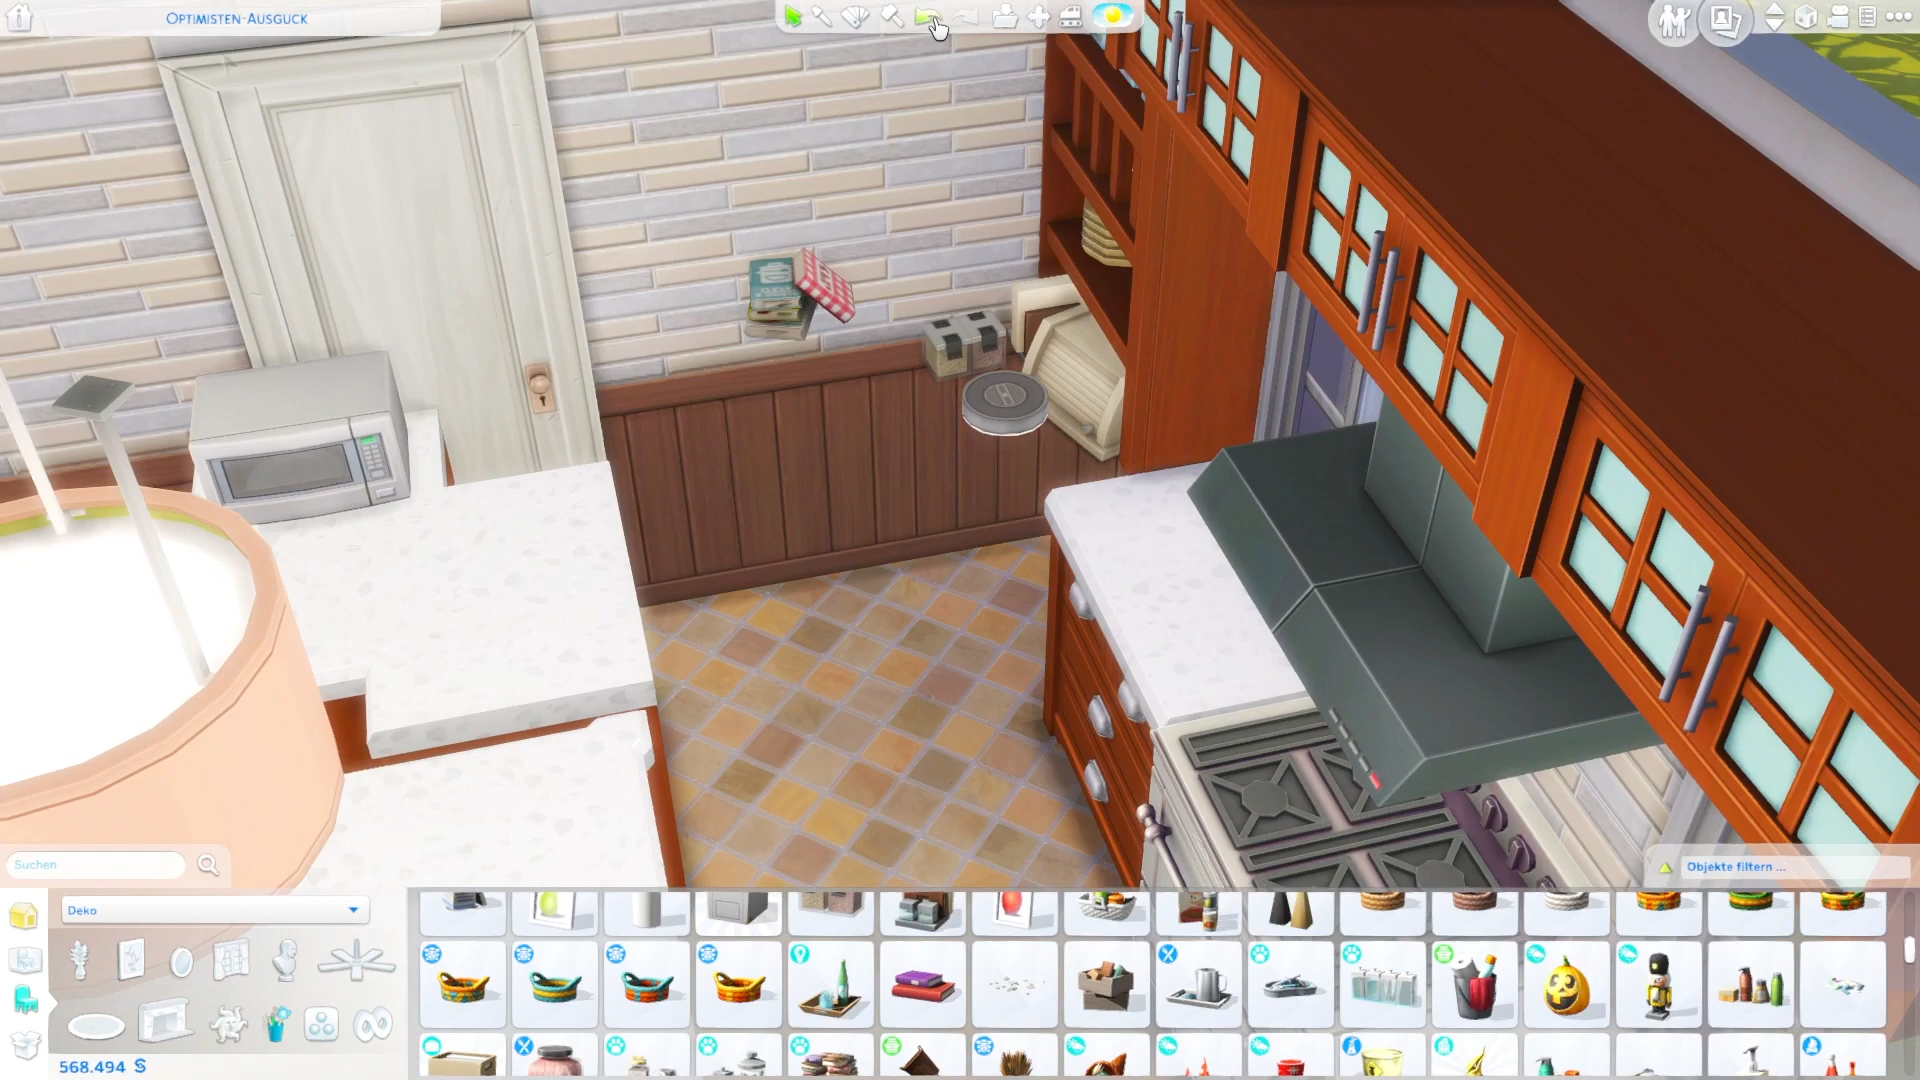 Optimisten-Ausguck
Suchen
Objekte filtern ...
Deko
568.494 S